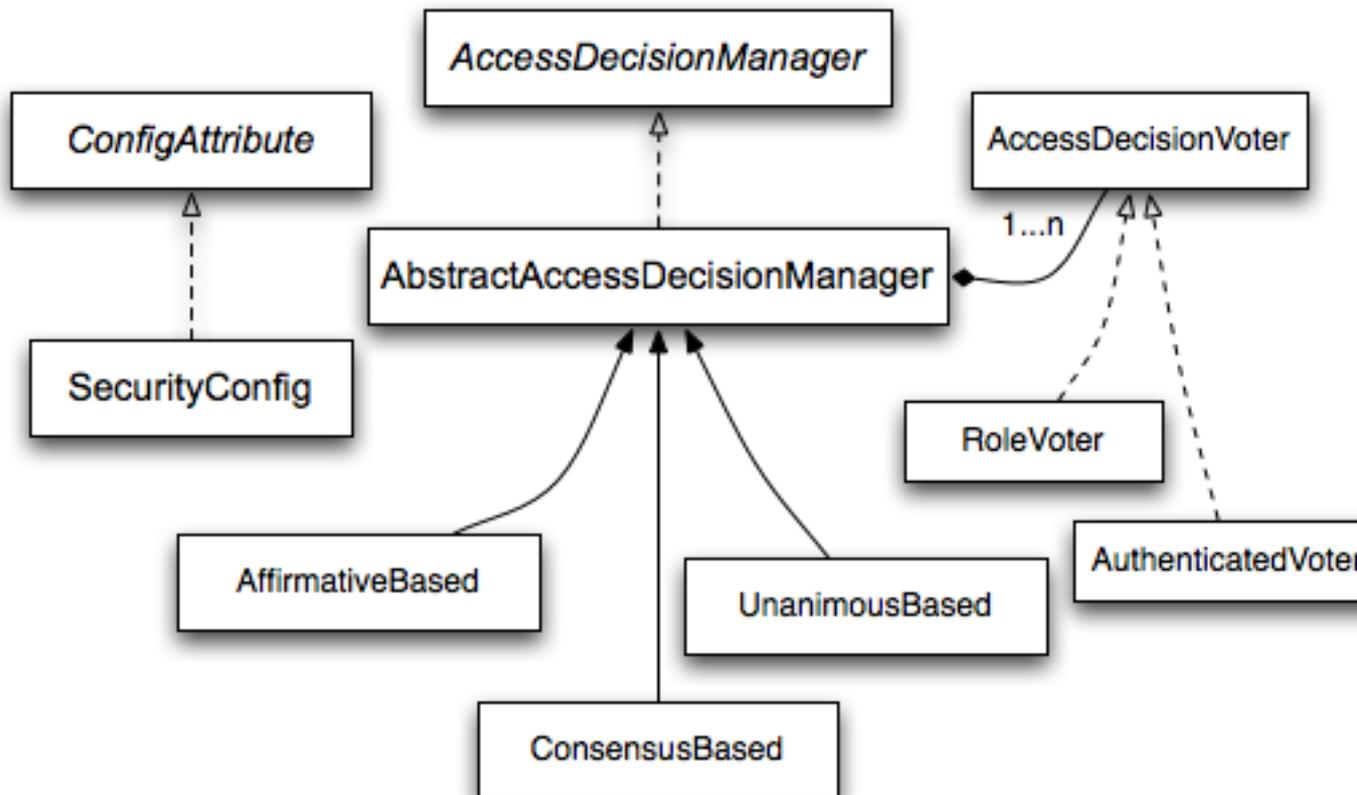 AccessDecisionManager
ConfigAttribute
AccessDecisionVoter
1...n
AbstractAccessDecisionManager
SecurityConfig
RoleVoter
AuthenticatedVoter
AffirmativeBased
UnanimousBased
ConsensusBased